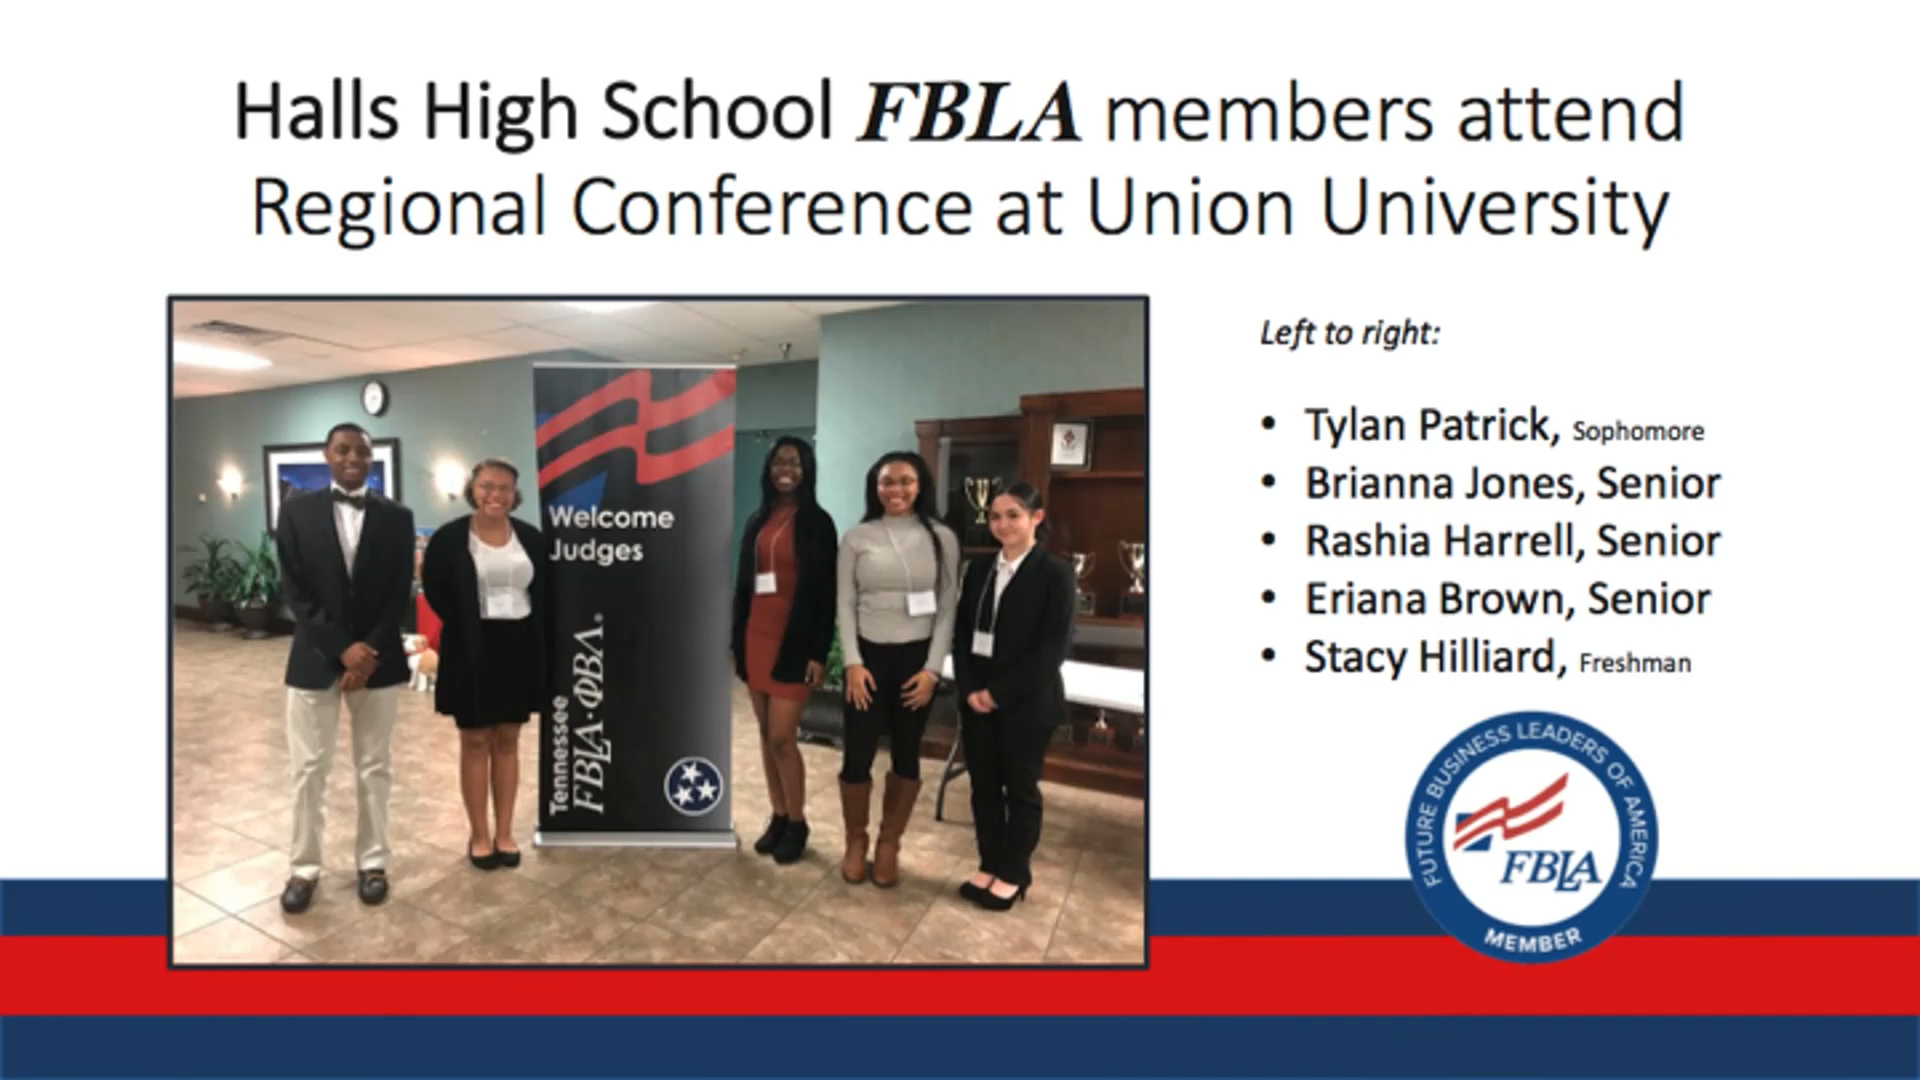 Halls High School FBLA members attend
Regional Conference at Union University
Left to right:
• Tylan Patrick, Sophomore
• Brianna Jones, Senior
• Rashia Harrell, Senior
• Eriana Brown, Senior
• Stacy Hilliard, Freshman
Welcome
Judges
Tennessee
FBLA·ΦBΛ.
FUTURE BUSINESS LEADERS OF AMERICA
FBLA
MEMBER